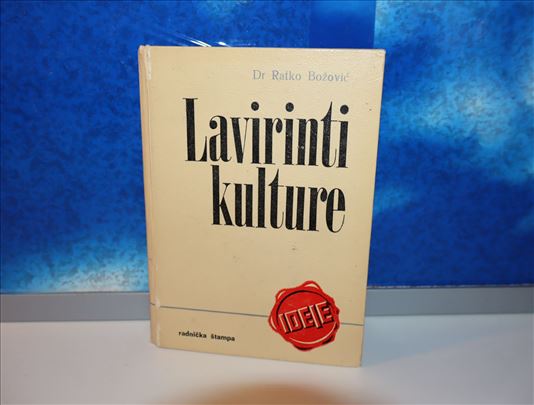 Dr Ratko Božović
Lavirinti
kulture
IDEJE
radnička štampa